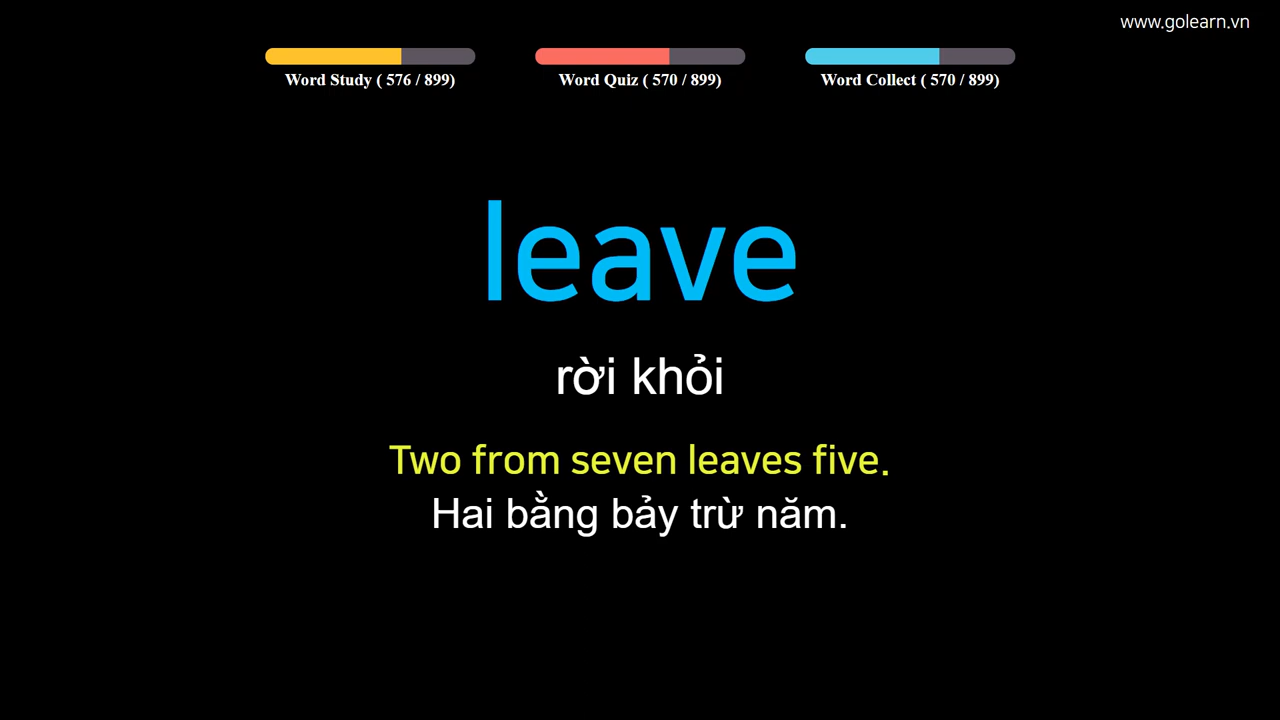 www.golearn.vn
Word Study ( 576 / 899)
Word Quiz ( 570 / 899)
Word Collect ( 570 / 899)
leave
rời khỏi
Two from seven leaves five.
Hai bằng bảy trừ năm.